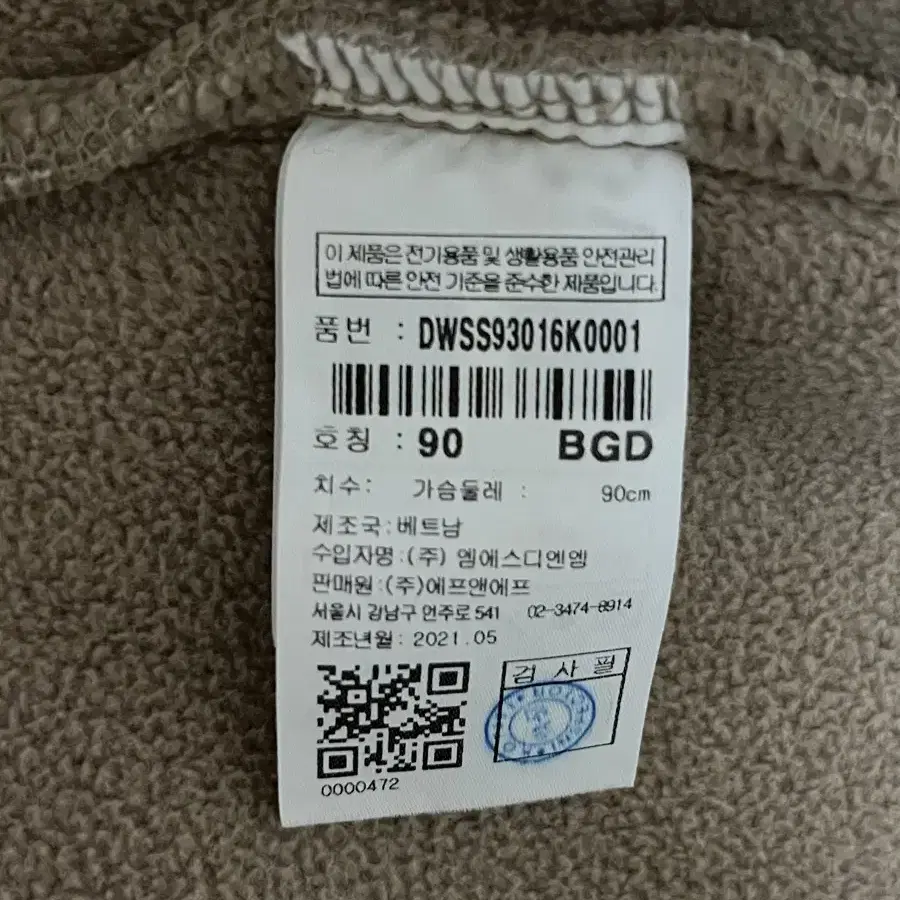 이 제품은 전기용품 및 생활용품 안전관리
법에 따른 안전 기준을 준수한 제품입니다.
품번 : DWSS93016K0001
호칭 : 90 BGD
치수: 가슴둘레 : 90cm
제조국:베트남
수입자명:(주) 엠에스디엔엠
판매원:(주)에프앤에프
서울시 강남구 언주로 541 02-3474-8914
제조년월: 2021.05
검 사 필
0000472